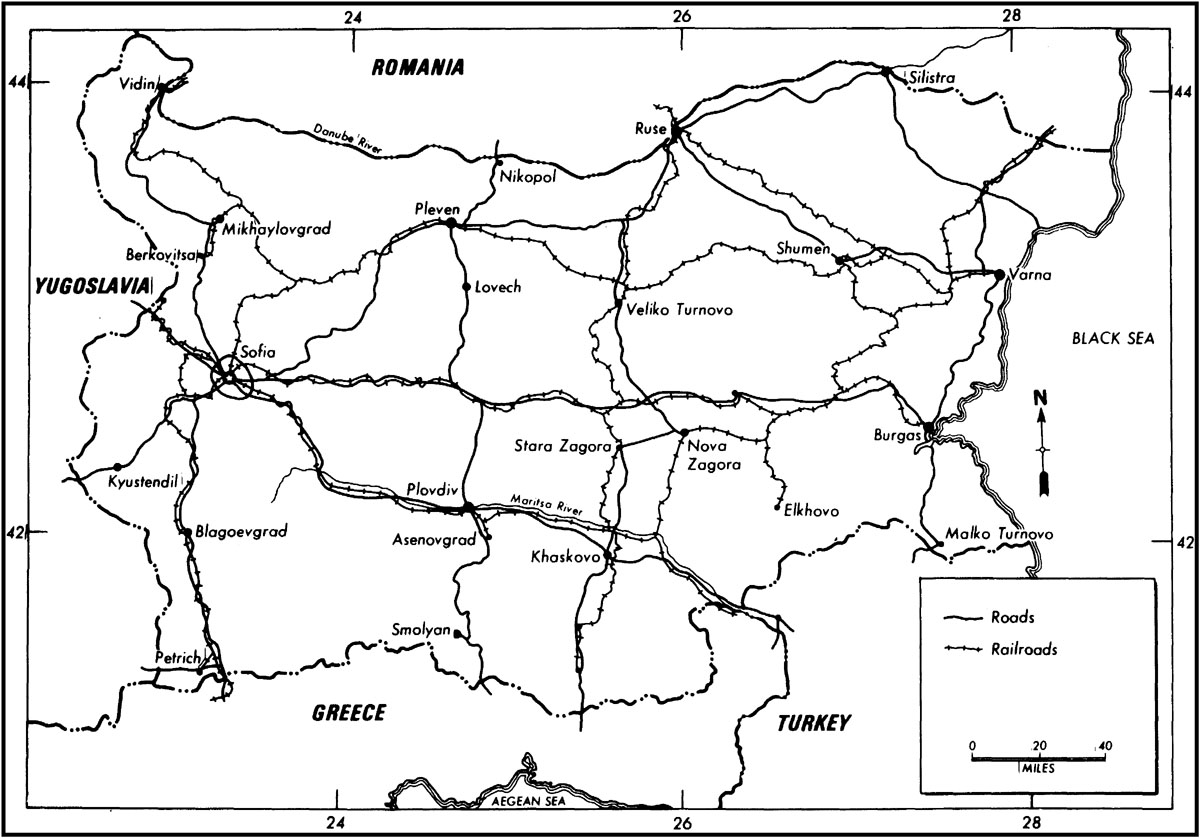 24 26 28
ROMANIA
44 44
Vidin
Silistra
Ruse
Danube River
Nikopol
Pleven
Mikhaylovgrad
Berkovitsa
Shumen
YUGOSLAVIA
Lovech
Varna
Veliko Turnovo
BLACK SEA
Sofia
N
Stara Zagora
Nova
Zagora
Burgas
Kyustendil
Plovdiv
Maritsa River
Elkhovo
42 42
Blagoevgrad
Asenovgrad
Malko Turnovo
Khaskovo
Roads
Smolyan
Railroads
Petrich
GREECE
TURKEY
0 20 40
MILES
AEGEAN SEA
24 26 28